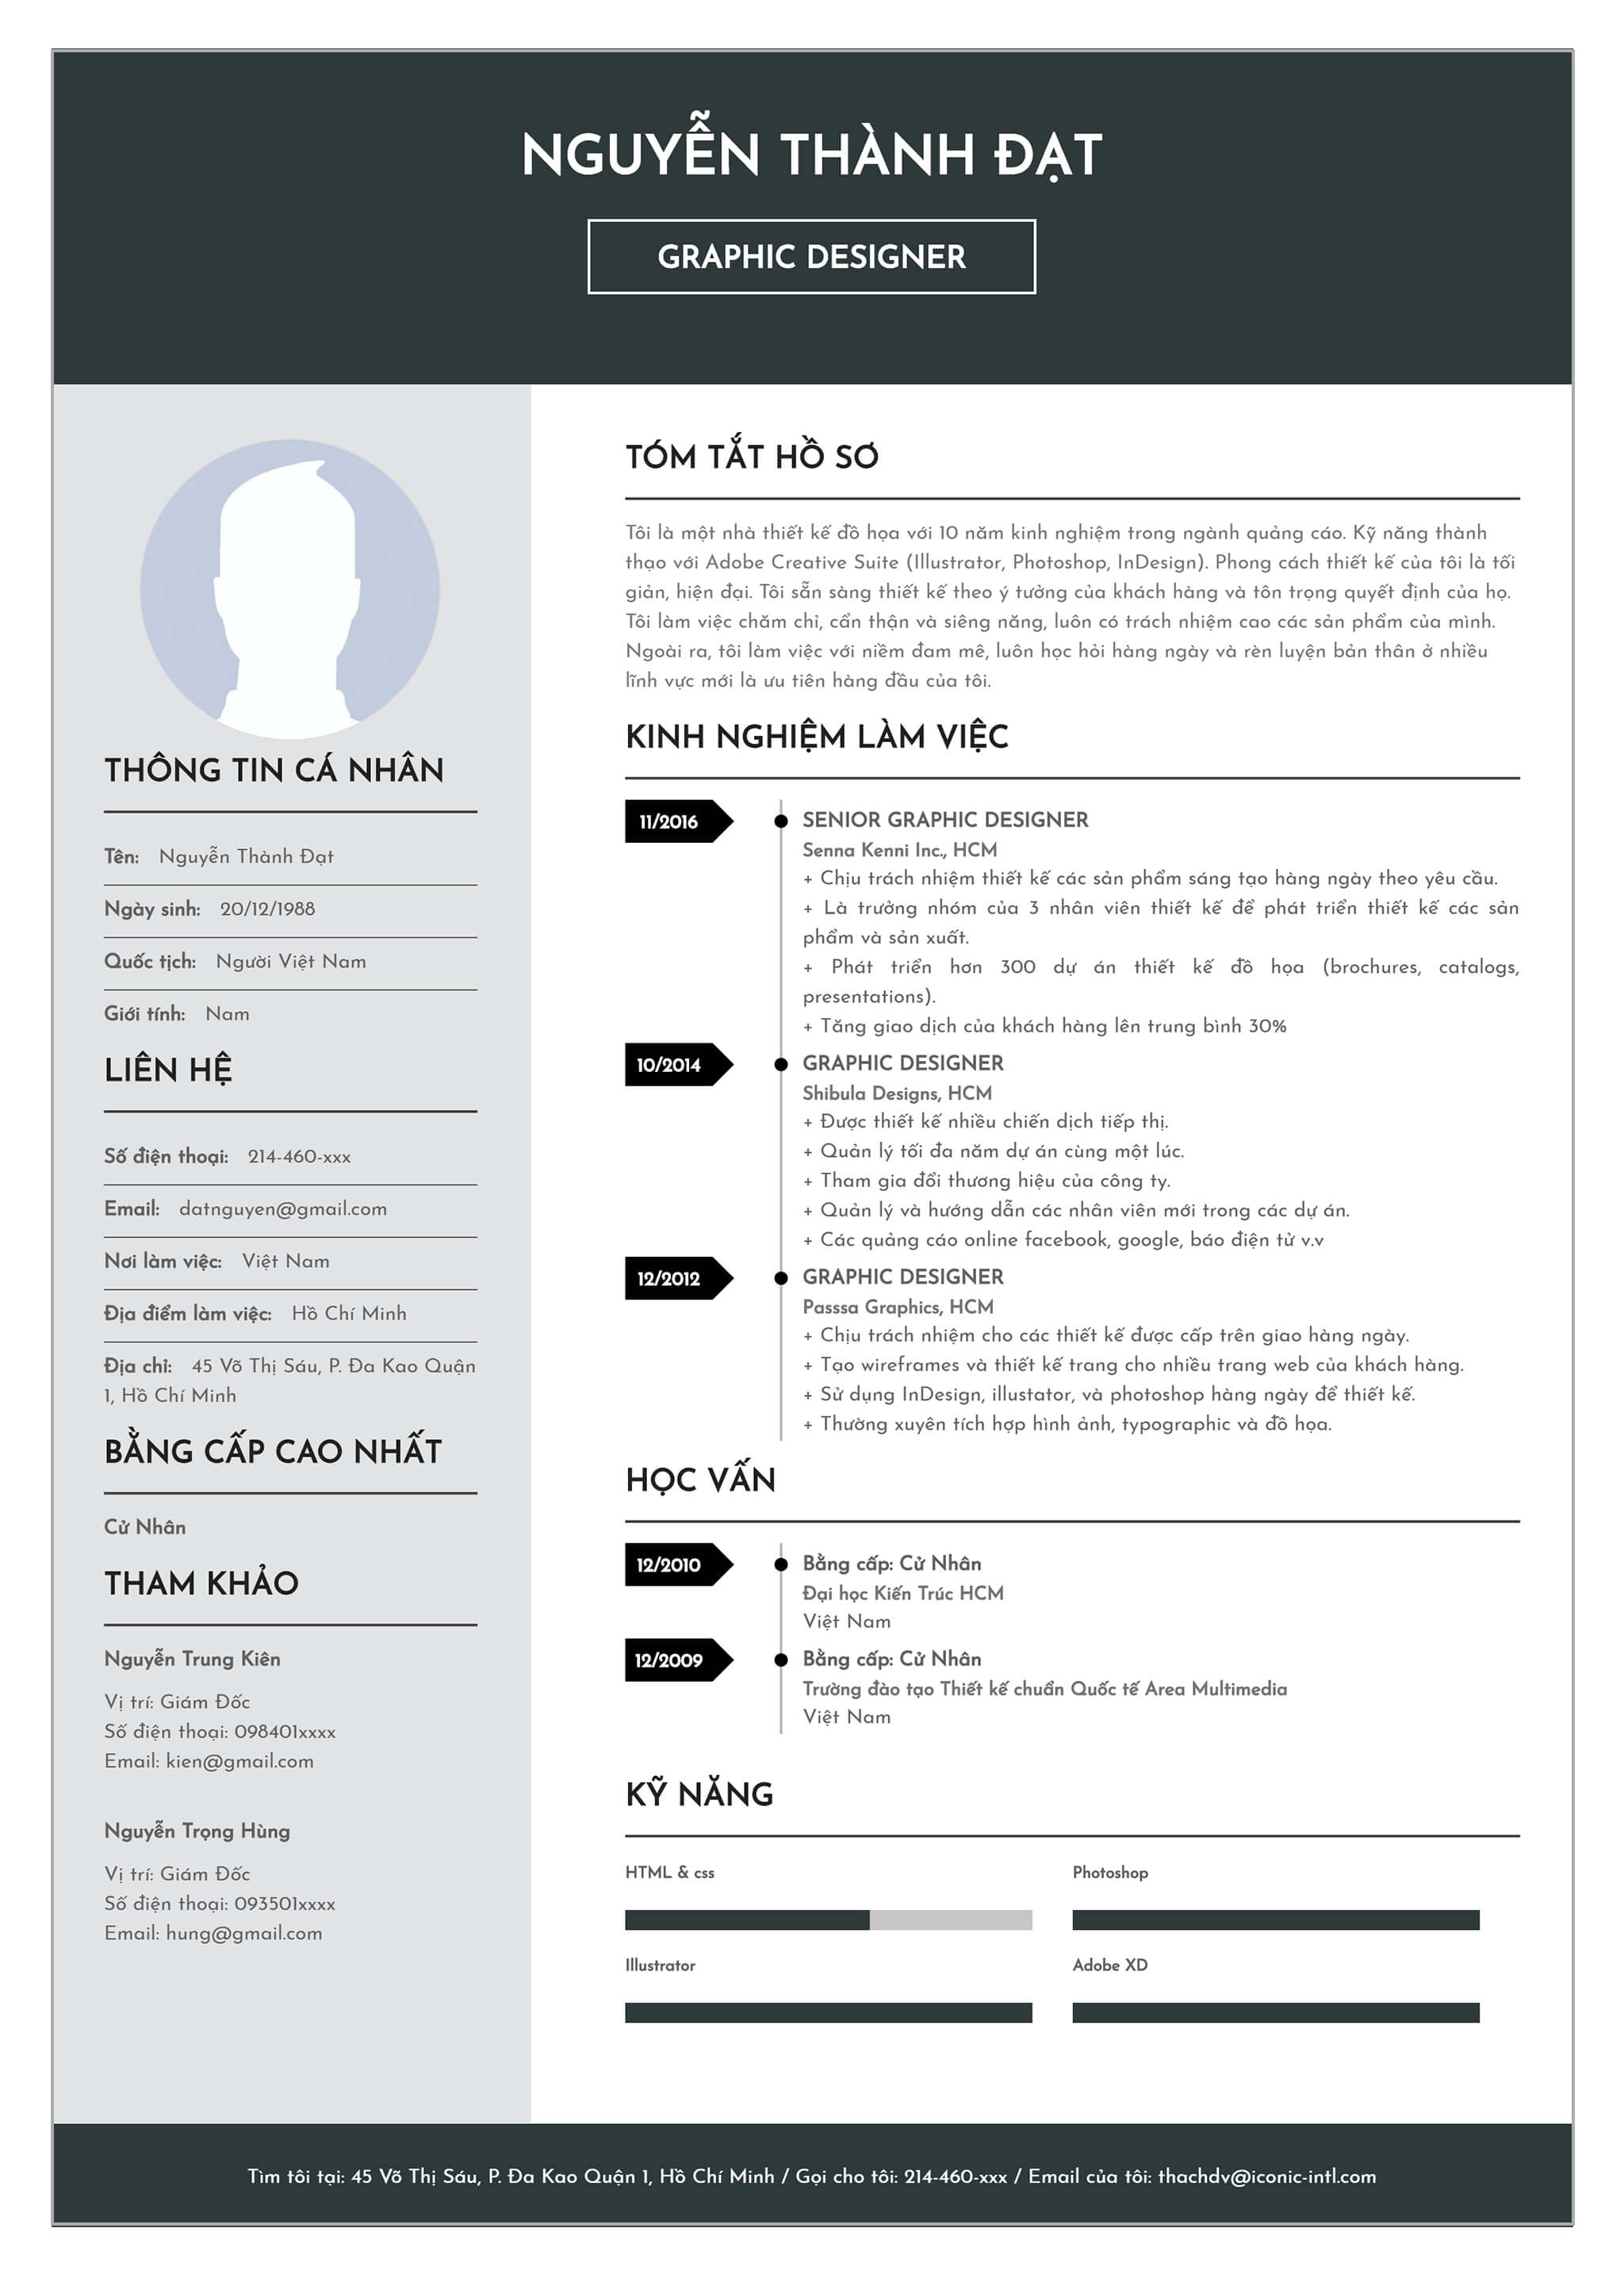 NGUYỄN THÀNH ĐẠT
GRAPHIC DESIGNER
THÔNG TIN CÁ NHÂN
Tên: Nguyễn Thành Đạt
Ngày sinh: 20/12/1988
Quốc tịch: Người Việt Nam
Giới tính: Nam
LIÊN HỆ
Số điện thoại: 214-460-xxx
Email: datnguyen@gmail.com
Nơi làm việc: Việt Nam
Địa điểm làm việc: Hồ Chí Minh
Địa chỉ: 45 Võ Thị Sáu, P. Đa Kao Quận
1, Hồ Chí Minh
BẰNG CẤP CAO NHẤT
Cử Nhân
THAM KHẢO
Nguyễn Trung Kiên
Vị trí: Giám Đốc
Số điện thoại: 098401xxxx
Email: kien@gmail.com
Nguyễn Trọng Hùng
Vị trí: Giám Đốc
Số điện thoại: 093501xxxx
Email: hung@gmail.com
TÓM TẮT HỒ SƠ
Tôi là một nhà thiết kế đồ họa với 10 năm kinh nghiệm trong ngành quảng cáo. Kỹ năng thành
thạo với Adobe Creative Suite (Illustrator, Photoshop, InDesign). Phong cách thiết kế của tôi là tối
giản, hiện đại. Tôi sẵn sàng thiết kế theo ý tưởng của khách hàng và tôn trọng quyết định của họ.
Tôi làm việc chăm chỉ, cẩn thận và siêng năng, luôn có trách nhiệm cao các sản phẩm của mình.
Ngoài ra, tôi làm việc với niềm đam mê, luôn học hỏi hàng ngày và rèn luyện bản thân ở nhiều
lĩnh vực mới là ưu tiên hàng đầu của tôi.
KINH NGHIỆM LÀM VIỆC
11/2016
SENIOR GRAPHIC DESIGNER
Senna Kenni Inc., HCM
+ Chịu trách nhiệm thiết kế các sản phẩm sáng tạo hàng ngày theo yêu cầu.
+ Là trưởng nhóm của 3 nhân viên thiết kế để phát triển thiết kế các sản
phẩm và sản xuất.
+ Phát triển hơn 300 dự án thiết kế đồ họa (brochures, catalogs,
presentations).
+ Tăng giao dịch của khách hàng lên trung bình 30%
10/2014
GRAPHIC DESIGNER
Shibula Designs, HCM
+ Được thiết kế nhiều chiến dịch tiếp thị.
+ Quản lý tối đa năm dự án cùng một lúc.
+ Tham gia đổi thương hiệu của công ty.
+ Quản lý và hướng dẫn các nhân viên mới trong các dự án.
+ Các quảng cáo online facebook, google, báo điện tử v.v
12/2012
GRAPHIC DESIGNER
Passsa Graphics, HCM
+ Chịu trách nhiệm cho các thiết kế được cấp trên giao hàng ngày.
+ Tạo wireframes và thiết kế trang cho nhiều trang web của khách hàng.
+ Sử dụng InDesign, illustator, và photoshop hàng ngày để thiết kế.
+ Thường xuyên tích hợp hình ảnh, typographic và đồ họa.
HỌC VẤN
12/2010
Bằng cấp: Cử Nhân
Đại học Kiến Trúc HCM
Việt Nam
12/2009
Bằng cấp: Cử Nhân
Trường đào tạo Thiết kế chuẩn Quốc tế Area Multimedia
Việt Nam
KỸ NĂNG
HTML & css
Photoshop
Illustrator
Adobe XD
Tìm tôi tại: 45 Võ Thị Sáu, P. Đa Kao Quận 1, Hồ Chí Minh / Gọi cho tôi: 214-460-xxx / Email của tôi: thachdv@iconic-intl.com